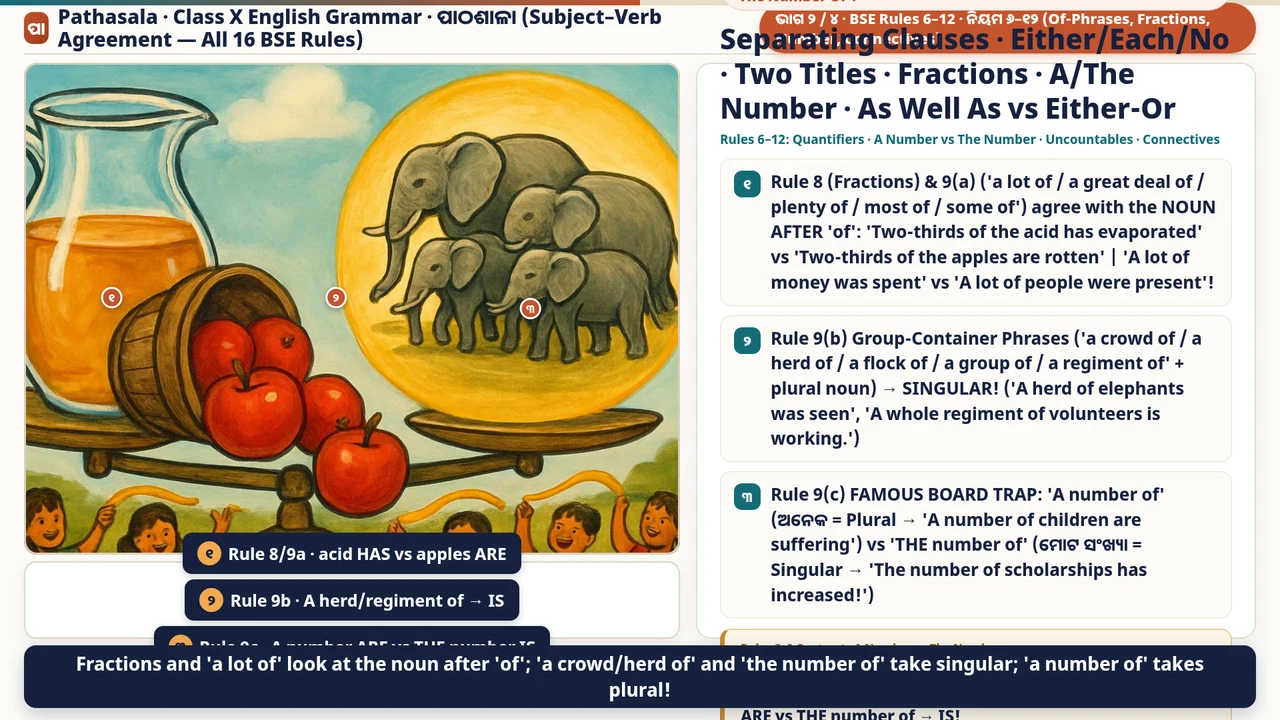 ପା
Pathasala · Class X English Grammar · ପାଠଶାଳା (Subject–Verb
Agreement — All 16 BSE Rules)
ଭାଗ ୨ / ୪ · BSE Rules 6–12 · ନିୟମ ୬–୧୨ (Of-Phrases, Fractions,
Separating Clauses · Either/Each/No
· Two Titles · Fractions · A/The
Number · As Well As vs Either-Or
Rules 6–12: Quantifiers · A Number vs The Number · Uncountables · Connectives
୧ Rule 8 (Fractions) & 9(a) ('a lot of / a great deal of /
plenty of / most of / some of') agree with the NOUN
AFTER 'of': 'Two-thirds of the acid has evaporated'
vs 'Two-thirds of the apples are rotten' | 'A lot of
money was spent' vs 'A lot of people were present'!
୨ Rule 9(b) Group-Container Phrases ('a crowd of / a
herd of / a flock of / a group of / a regiment of' +
plural noun) → SINGULAR! ('A herd of elephants
was seen', 'A whole regiment of volunteers is
working.')
୩ Rule 9(c) FAMOUS BOARD TRAP: 'A number of'
(ଅନେକ = Plural → 'A number of children are
suffering') vs 'THE number of' (ମୋଟ ସଂଖ୍ୟା =
Singular → 'The number of scholarships has
increased!')
୧
୨
୩
୧ Rule 8/9a · acid HAS vs apples ARE
୨ Rule 9b · A herd/regiment of → IS
Fractions and 'a lot of' look at the noun after 'of'; 'a crowd/herd of' and 'the number of' take singular; 'a number of' takes
plural!
ARE vs THE number of → IS!